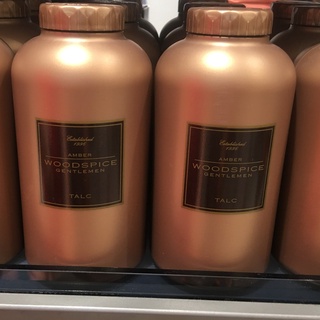 Established
AMBER
WOODSPICE
GENTLEMEN
TALC
Established
AMBER
WOODSPICE
GENTLEMEN
TALC